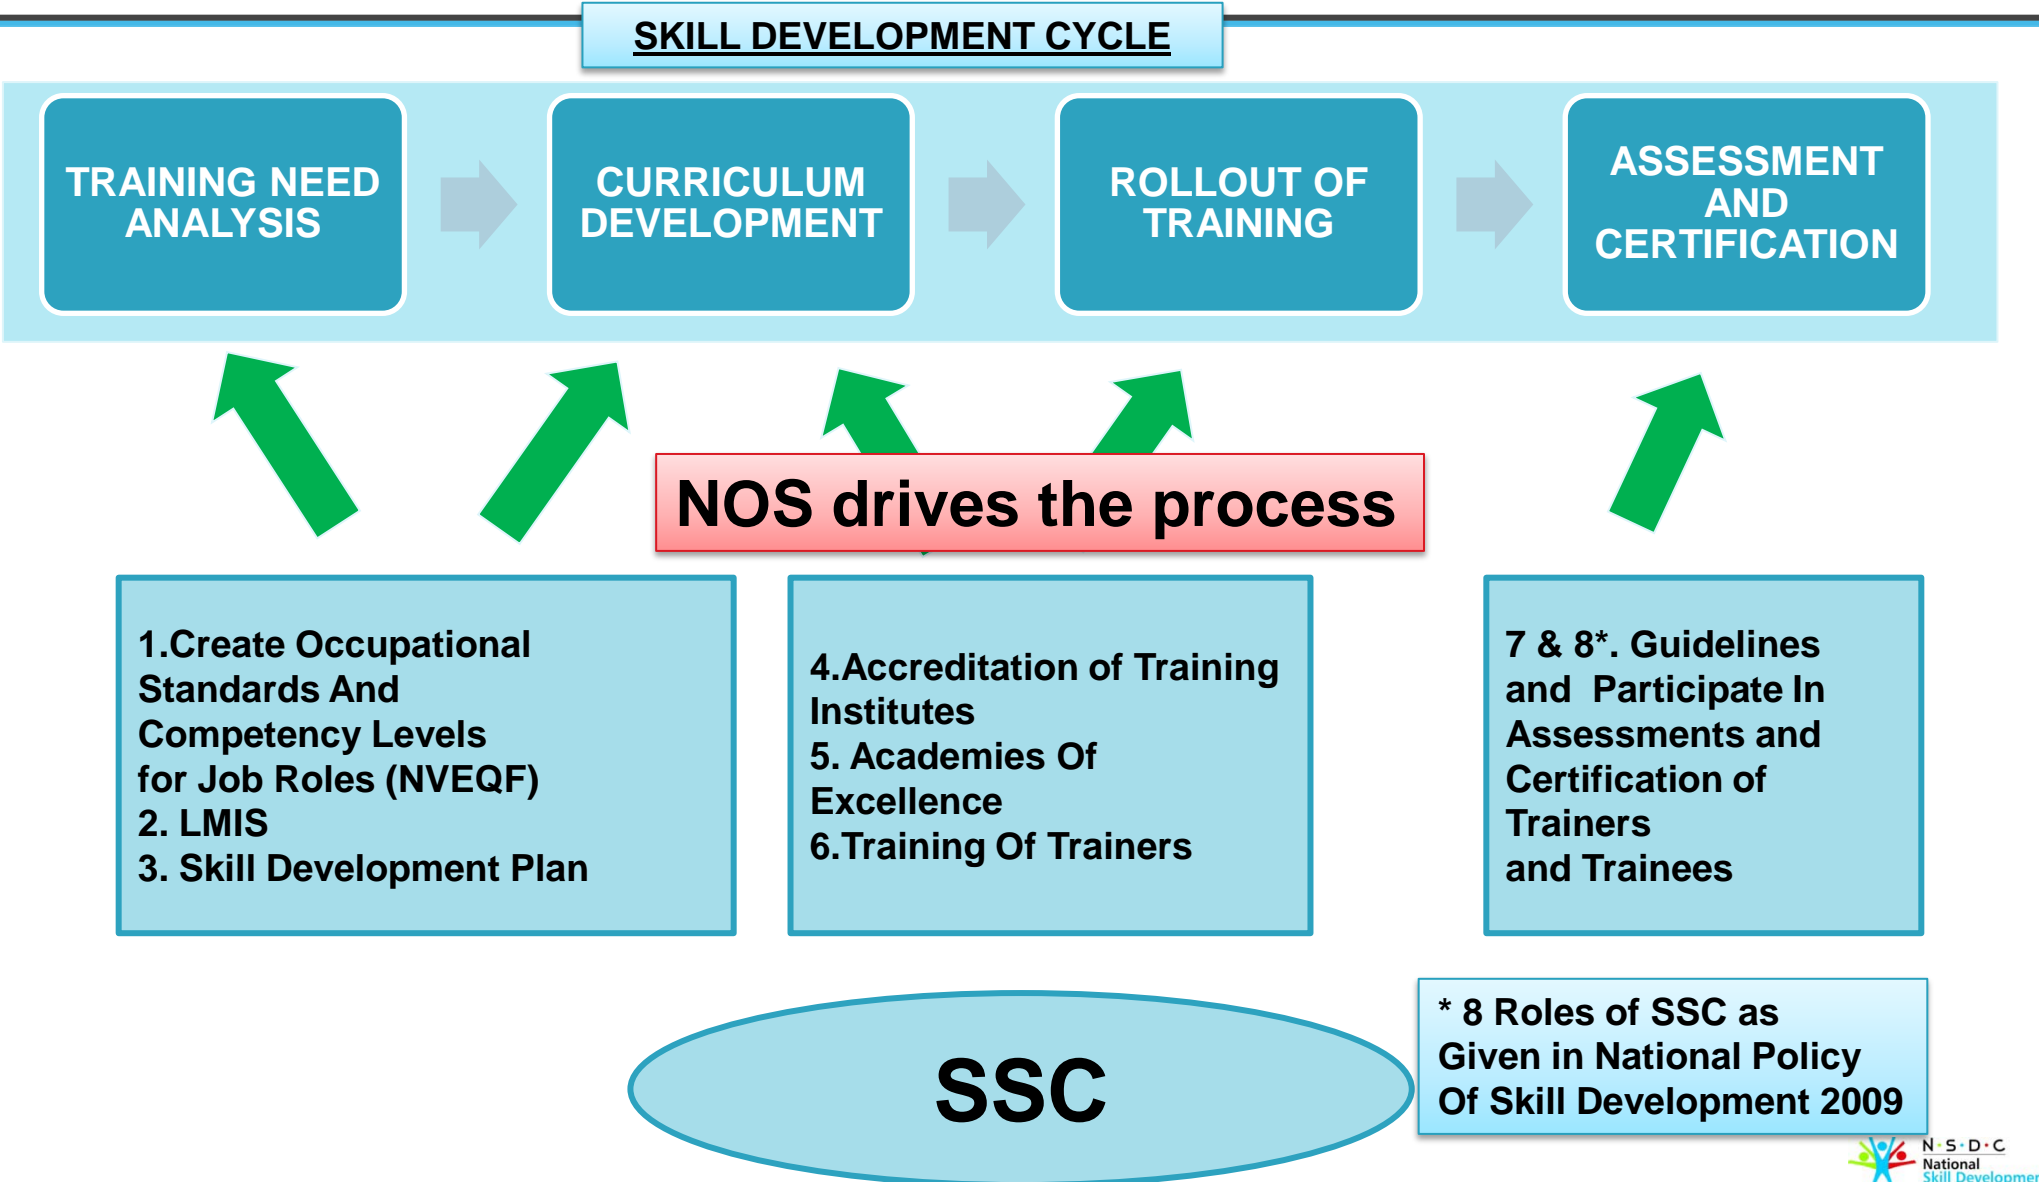 SKILL DEVELOPMENT CYCLE
TRAINING NEED
ANALYSIS
CURRICULUM
DEVELOPMENT
ROLLOUT OF
TRAINING
ASSESSMENT
AND
CERTIFICATION
NOS drives the process
1.Create Occupational
Standards And
Competency Levels
for Job Roles (NVEQF)
2. LMIS
3. Skill Development Plan
4.Accreditation of Training
Institutes
5. Academies Of
Excellence
6.Training Of Trainers
7 & 8*. Guidelines
and Participate In
Assessments and
Certification of
Trainers
and Trainees
SSC
* 8 Roles of SSC as
Given in National Policy
Of Skill Development 2009
N·S·D·C
National
Skill Developmen